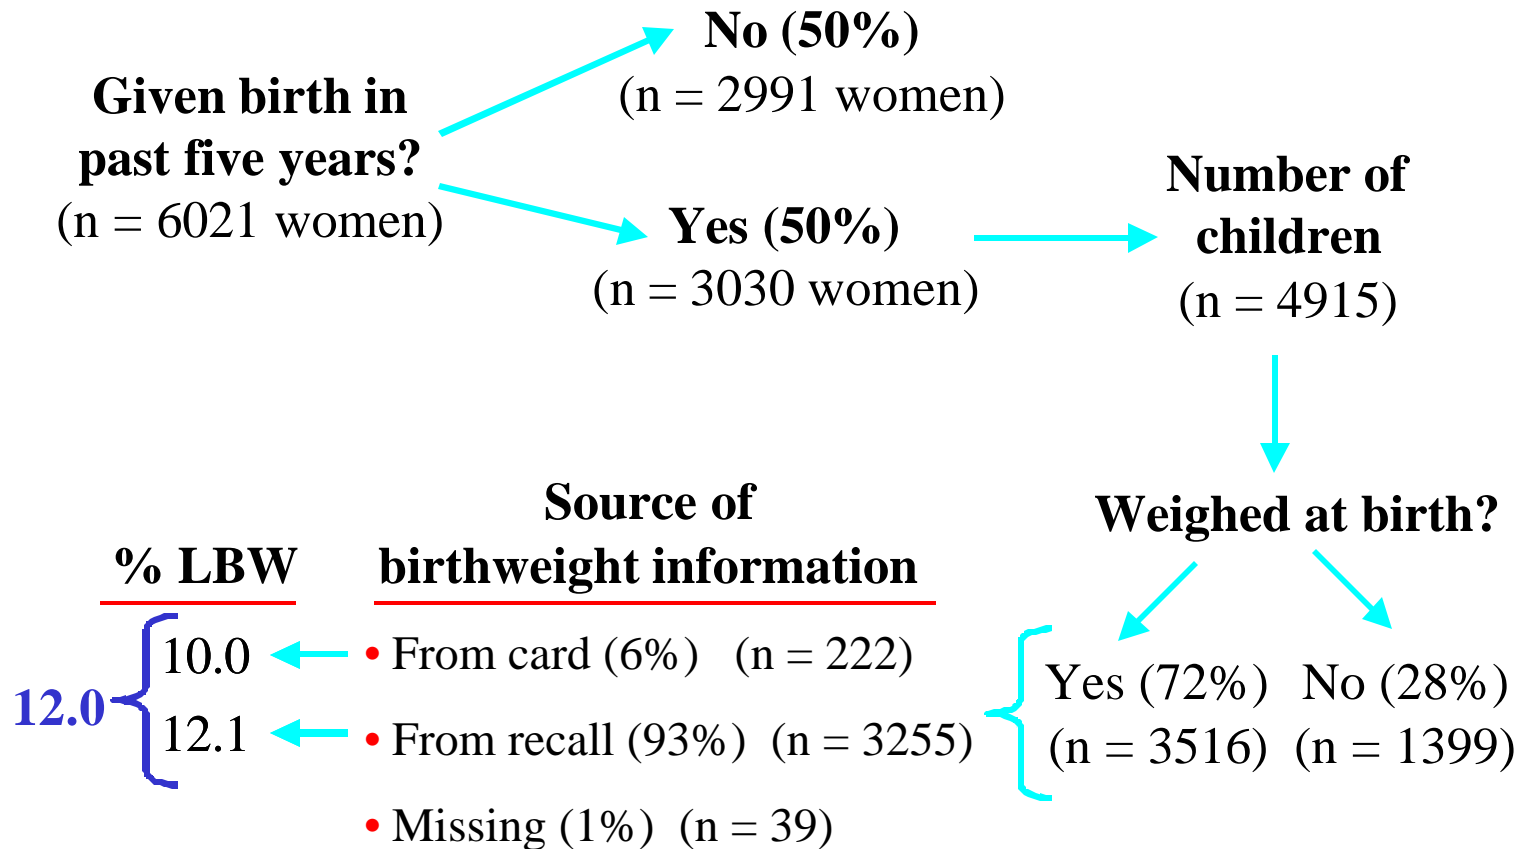 Given birth in
past five years?
(n = 6021 women)
No (50%)
(n = 2991 women)
Yes (50%)
(n = 3030 women)
Number of
children
(n = 4915)
Weighed at birth?
Yes (72%)
(n = 3516)
No (28%)
(n = 1399)
Source of
birthweight information
• From card (6%) (n = 222)
• From recall (93%) (n = 3255)
• Missing (1%) (n = 39)
% LBW
10.0
12.1
12.0